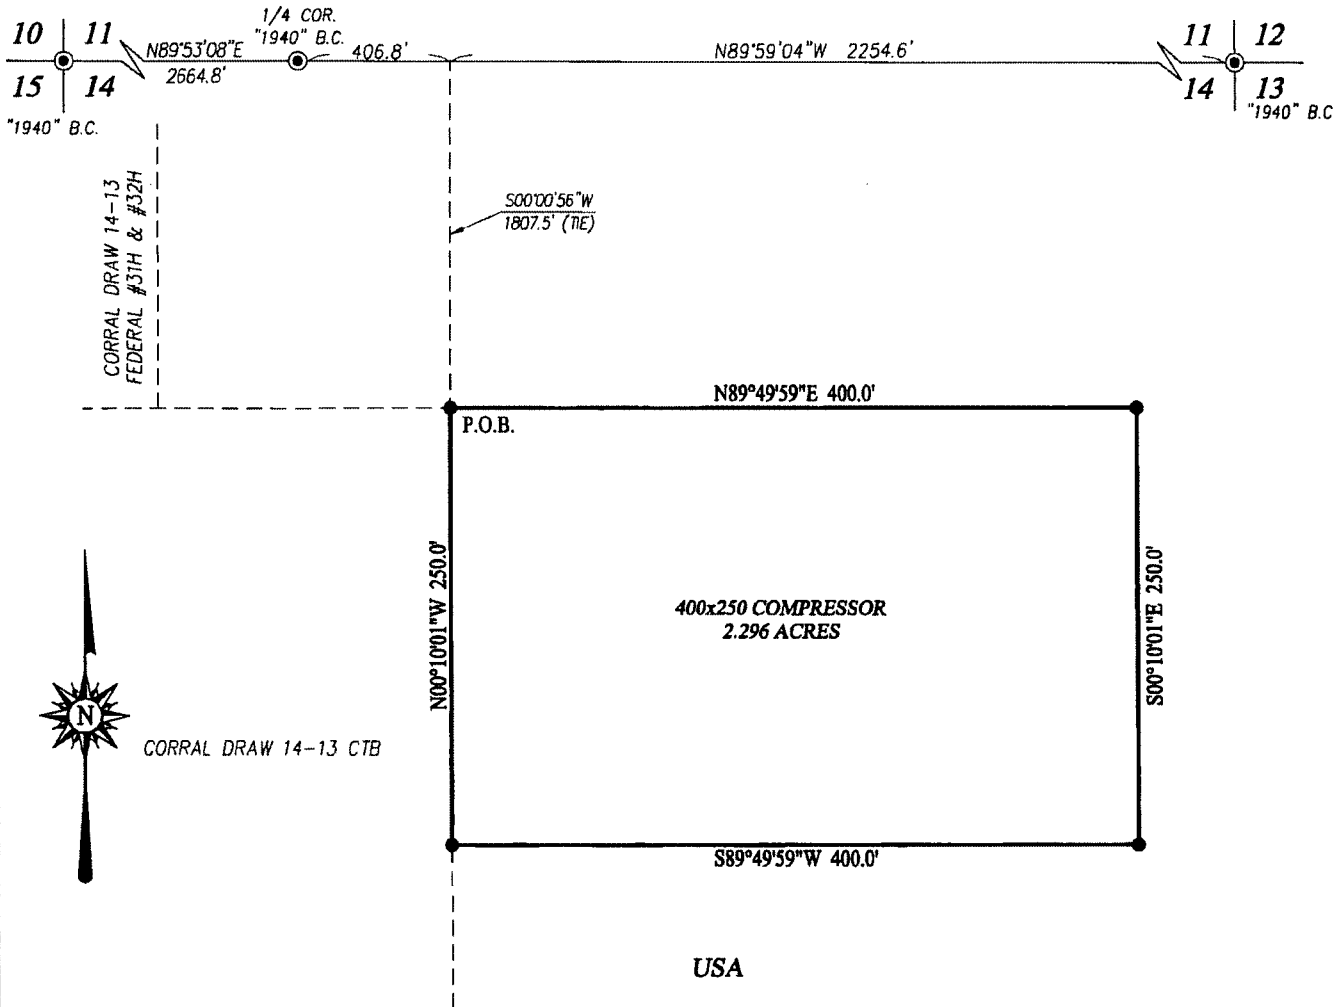 1/4 COR.
"1940" B.C.
10 11
15 14
"1940" B.C.
N89°53'08"E
2664.8'
406.8'
N89°59'04"W 2254.6'
11 12
14 13
"1940" B.C
CORRAL DRAW 14-13
FEDERAL #31H & #32H
S00°00'56"W
1807.5' (TIE)
N89°49'59"E 400.0'
P.O.B.
N00°10'01"W 250.0'
400x250 COMPRESSOR
2.296 ACRES
S00°10'01"E 250.0'
N
CORRAL DRAW 14-13 CTB
S89°49'59"W 400.0'
USA